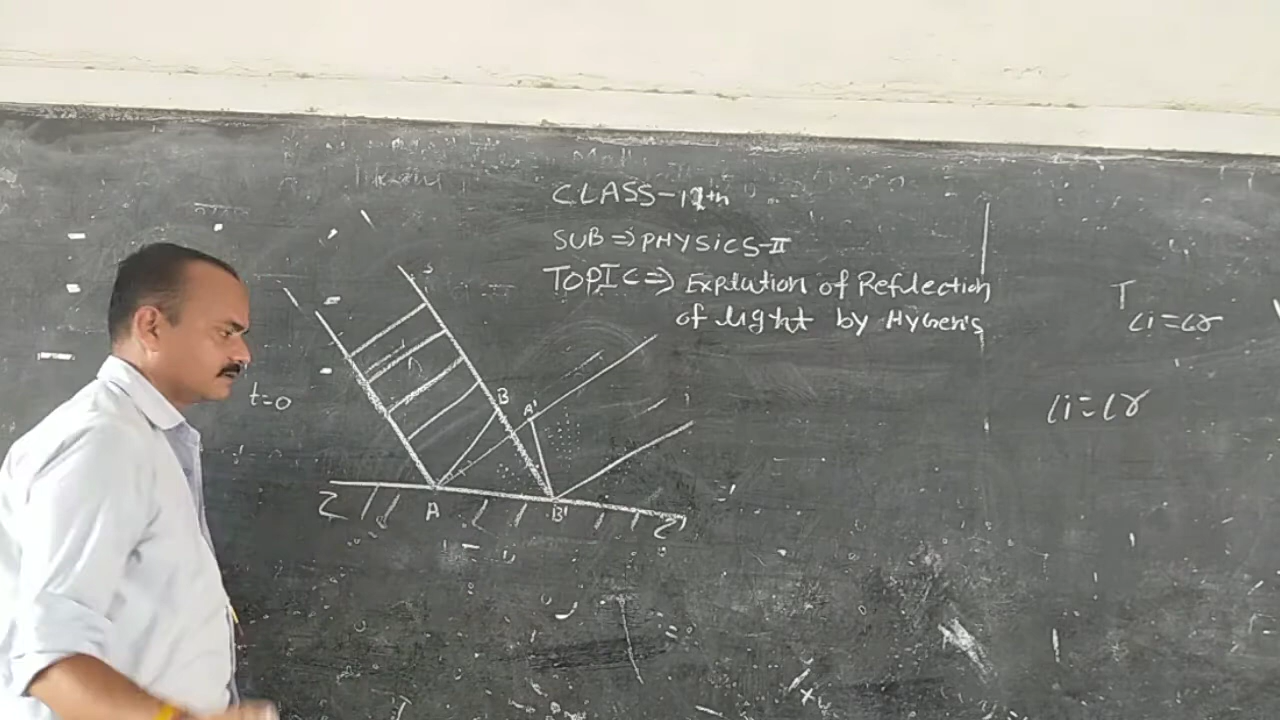 CLASS-12th
SUB⇒PHYSICS-II
TOPIC⇒ Explution of Reflection
of light by Hygen's
T
∠i=∠r
∠i=∠r
t=0
S
B
A'
A
B'